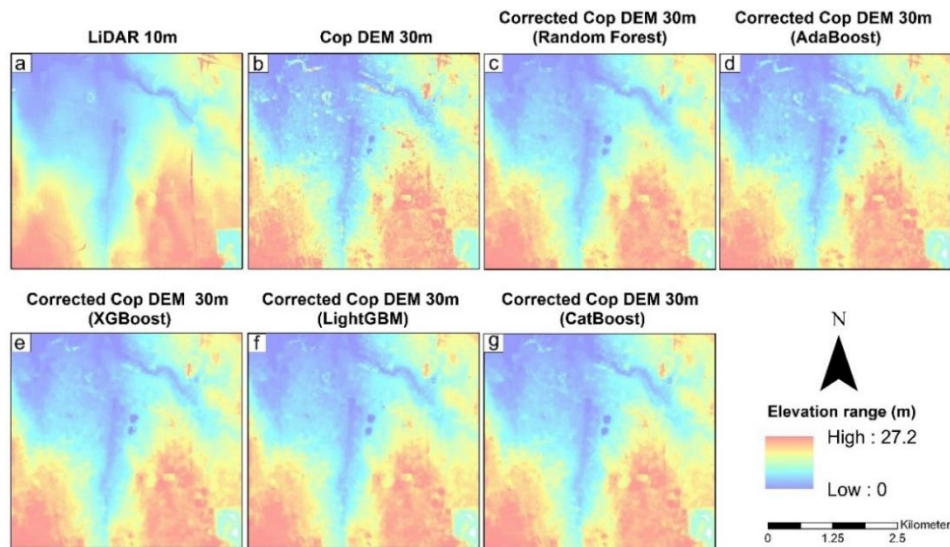 LiDAR 10m
Cop DEM 30m
Corrected Cop DEM 30m
(Random Forest)
Corrected Cop DEM 30m
(AdaBoost)
a
b
c
d
Corrected Cop DEM 30m
(XGBoost)
Corrected Cop DEM 30m
(LightGBM)
Corrected Cop DEM 30m
(CatBoost)
e
f
g
N
Elevation range (m)
High : 27.2
Low : 0
Kilometer
0 1.25 2.5